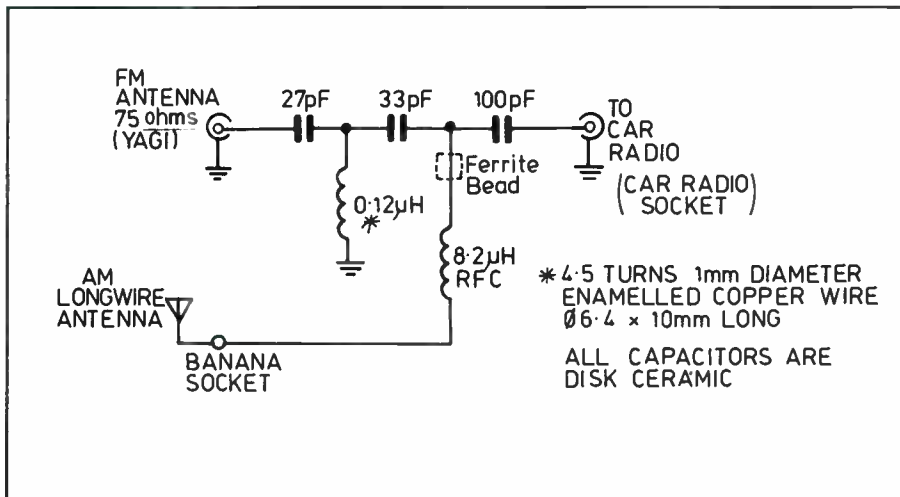 FM
ANTENNA
75 ohms
(YAGI)
27pF
33pF
100pF
TO
CAR
RADIO
(CAR RADIO
SOCKET)
Ferrite
Bead
0·12µH
*
8·2µH
RFC
AM
LONGWIRE
ANTENNA
BANANA
SOCKET
* 4·5 TURNS 1mm DIAMETER
ENAMELLED COPPER WIRE
Ø6·4 × 10mm LONG
ALL CAPACITORS ARE
DISK CERAMIC